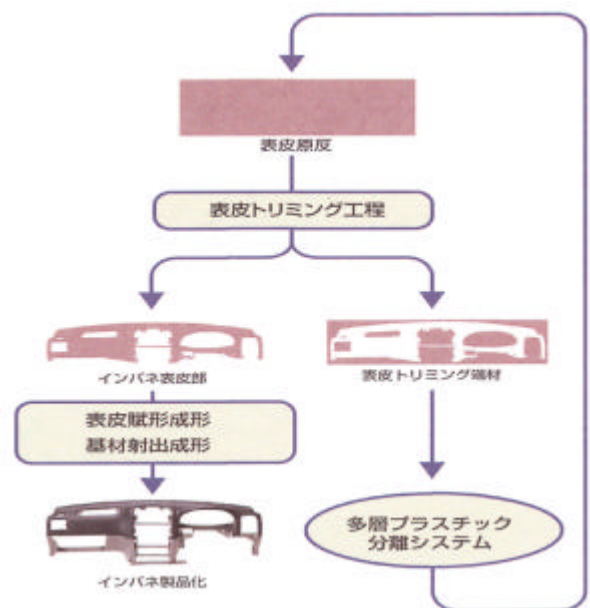 表皮原反
表皮トリミング工程
インパネ表皮部
表皮トリミング端材
表皮賦形成形
基材射出成形
多層プラスチック
分離システム
インパネ製品化